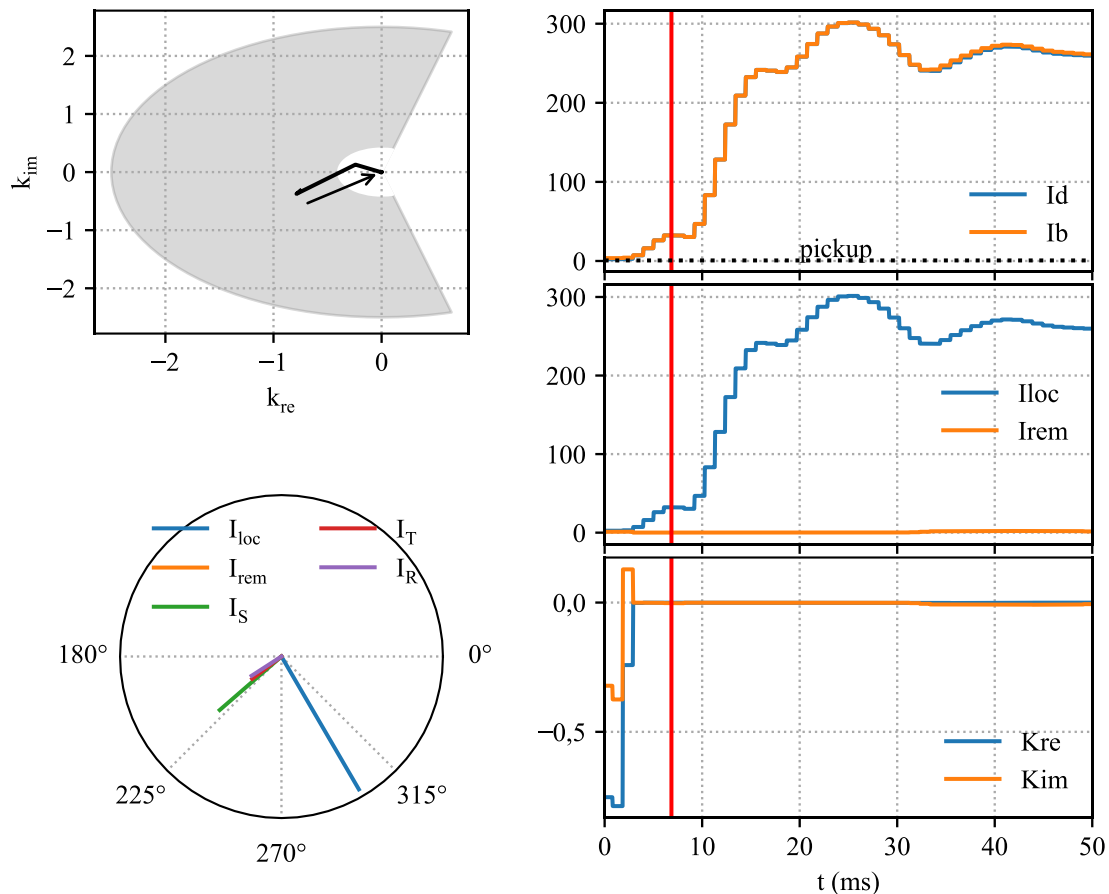 2
1
0
−1
−2
k_im
−2
−1
0
k_re
300
200
100
0
Id
Ib
pickup
300
200
100
0
Iloc
Irem
0,0
−0,5
Kre
Kim
0
10
20
30
40
50
t (ms)
I_loc
I_rem
I_S
I_T
I_R
180°
0°
225°
315°
270°